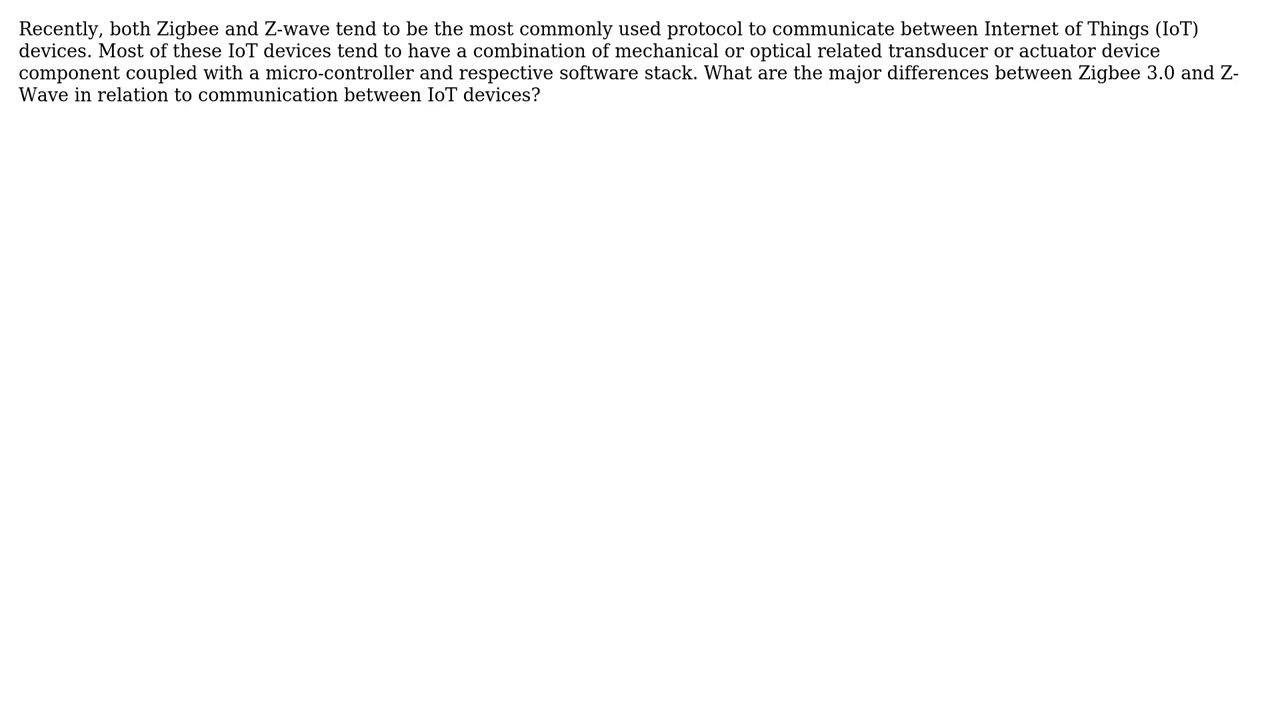 Recently, both Zigbee and Z-wave tend to be the most commonly used protocol to communicate between Internet of Things (IoT)
devices. Most of these IoT devices tend to have a combination of mechanical or optical related transducer or actuator device
component coupled with a micro-controller and respective software stack. What are the major differences between Zigbee 3.0 and Z-
Wave in relation to communication between IoT devices?